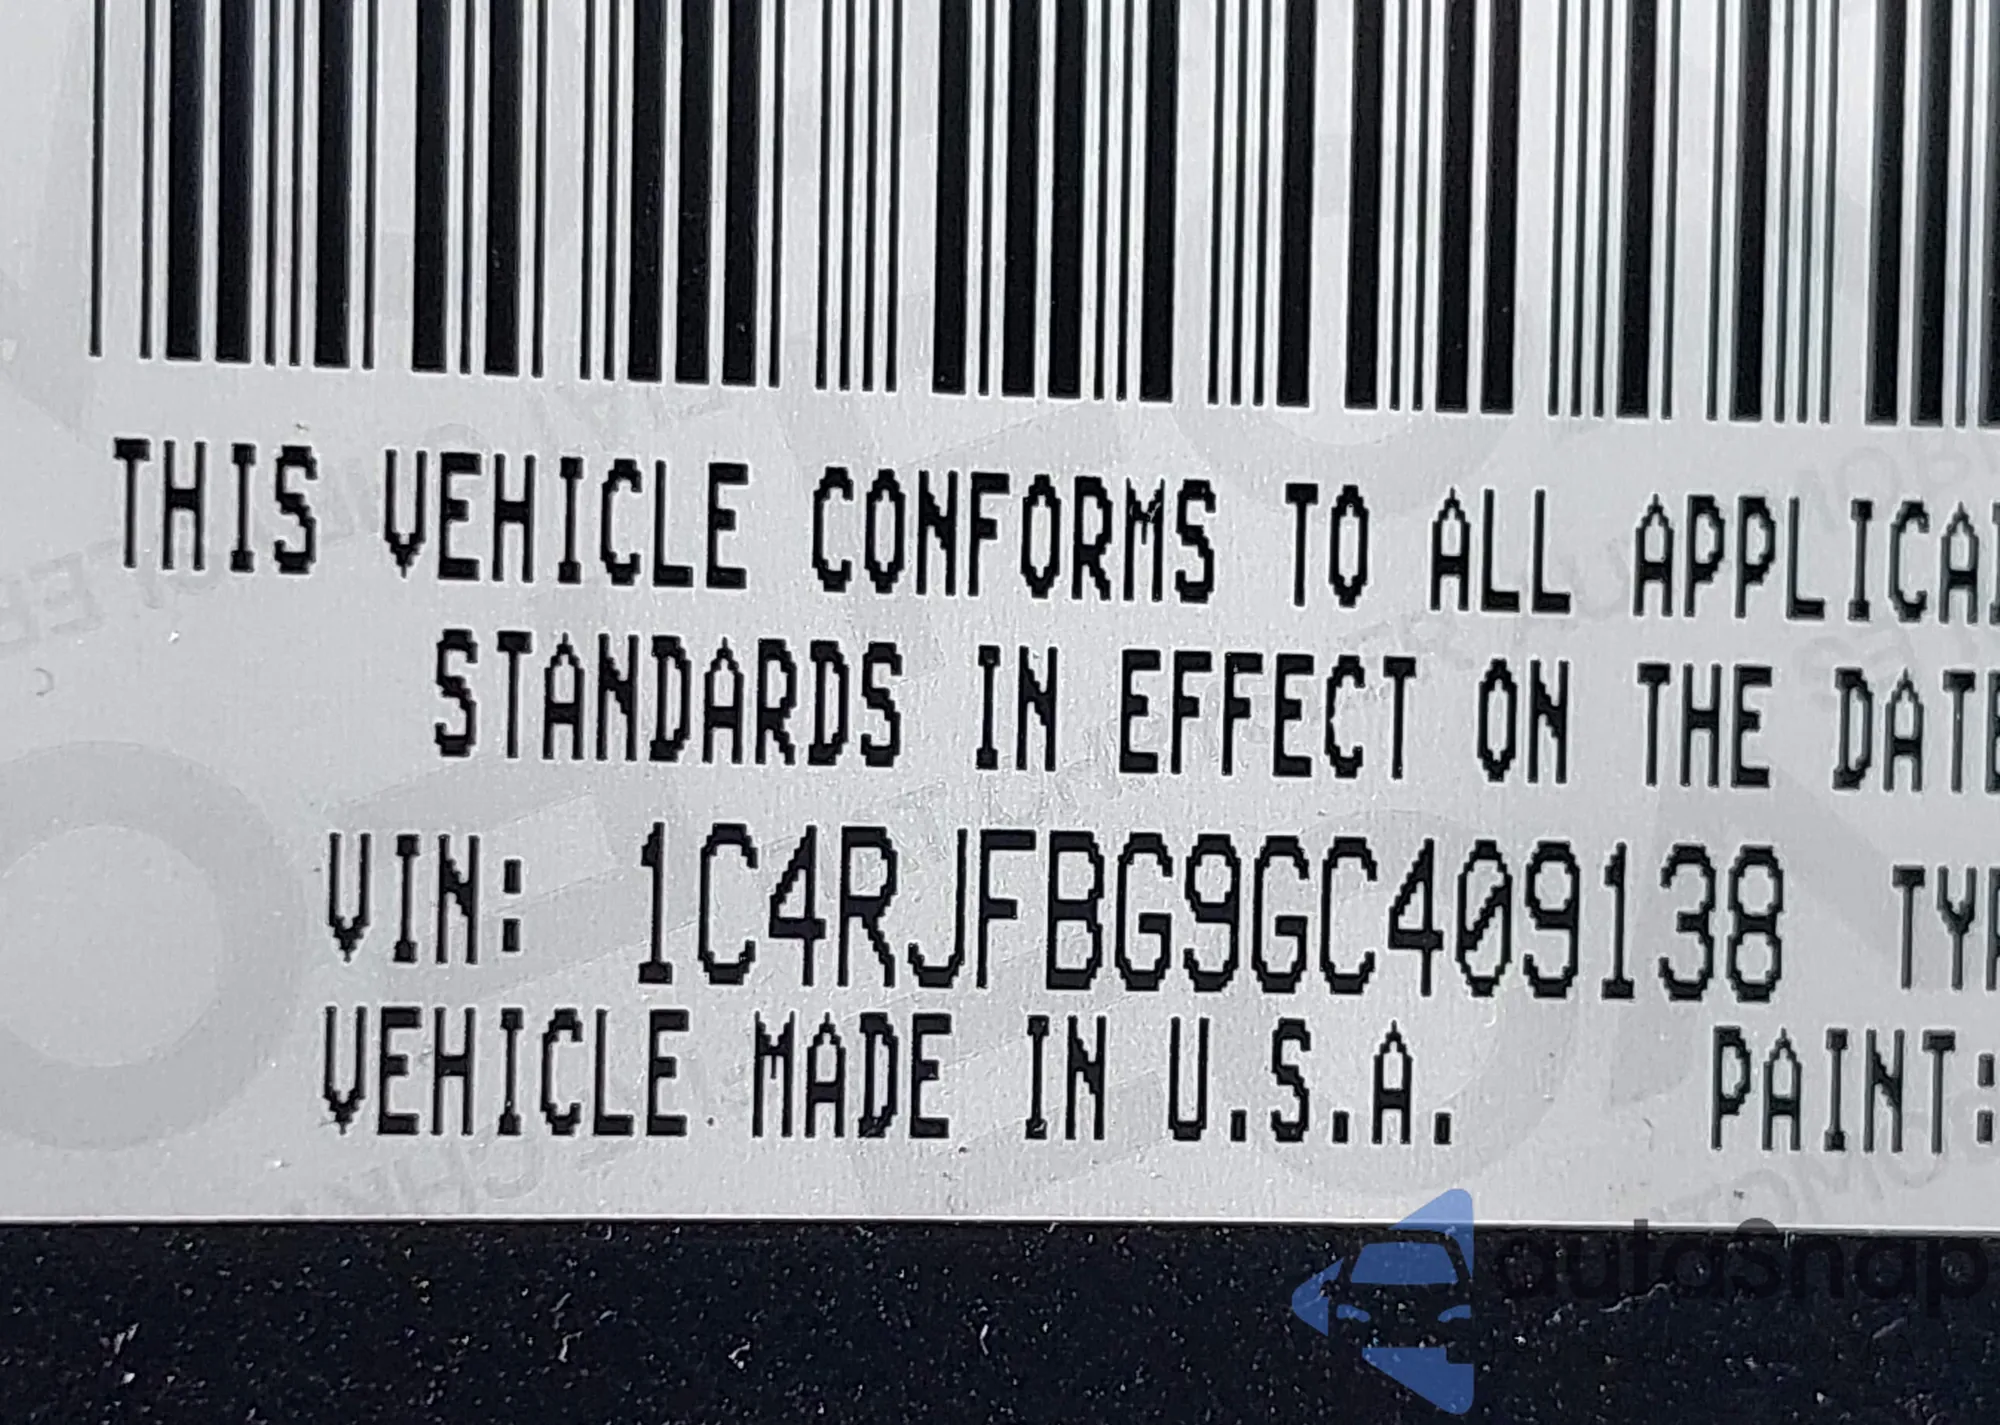 THIS VEHICLE CONFORMS TO ALL APPLICA
STANDARDS IN EFFECT ON THE DATE
VIN: 1C4RJFBG9GC409138 TYP
VEHICLE MADE IN U.S.A. PAINT:
autosnap